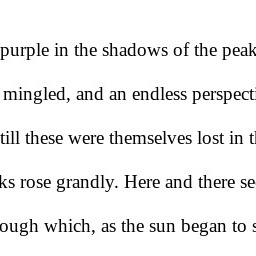 purple in the shadows of the peak
mingled, and an endless perspecti
till these were themselves lost in t
ks rose grandly. Here and there se
ough which, as the sun began to s